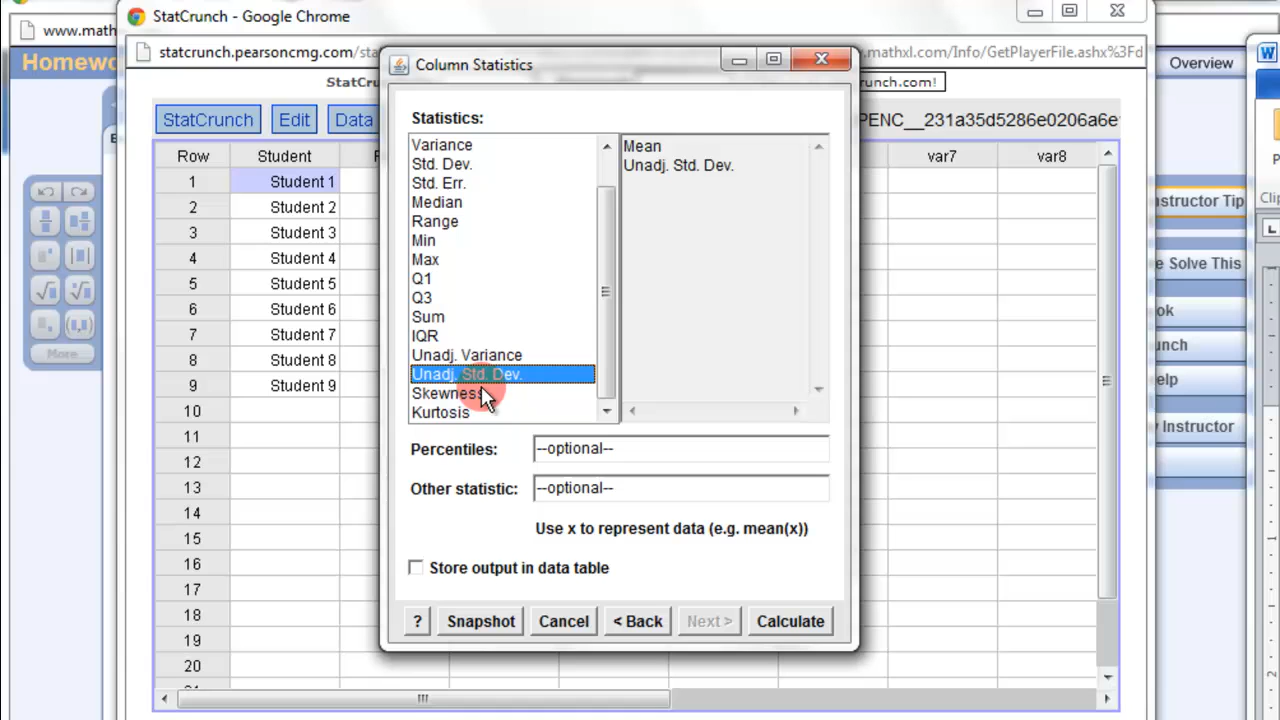 StatCrunch - Google Chrome
www.math
statcrunch.pearsoncmg.com/sta
.mathxl.com/Info/GetPlayerFile.ashx?%3Fd
Column Statistics
Homewo
Overview
StatCru
runch.com!
StatCrunch
Edit
Data
PENC__231a35d5286e0206a6e
Statistics:
Variance
Std. Dev.
Std. Err.
Median
Range
Min
Max
Q1
Q3
Sum
IQR
Unadj. Variance
Unadj. Std. Dev.
Skewness
Kurtosis
Mean
Unadj. Std. Dev.
Row Student var7 var8
1 Student 1
2 Student 2
3 Student 3
4 Student 4
5 Student 5
6 Student 6
7 Student 7
8 Student 8
9 Student 9
10
11
12
13
14
15
16
17
18
19
20
Percentiles: --optional--
Other statistic: --optional--
Use x to represent data (e.g. mean(x))
Store output in data table
? Snapshot Cancel < Back Next > Calculate
More
nstructor Tip
e Solve This
ok
unch
elp
y Instructor
Clip